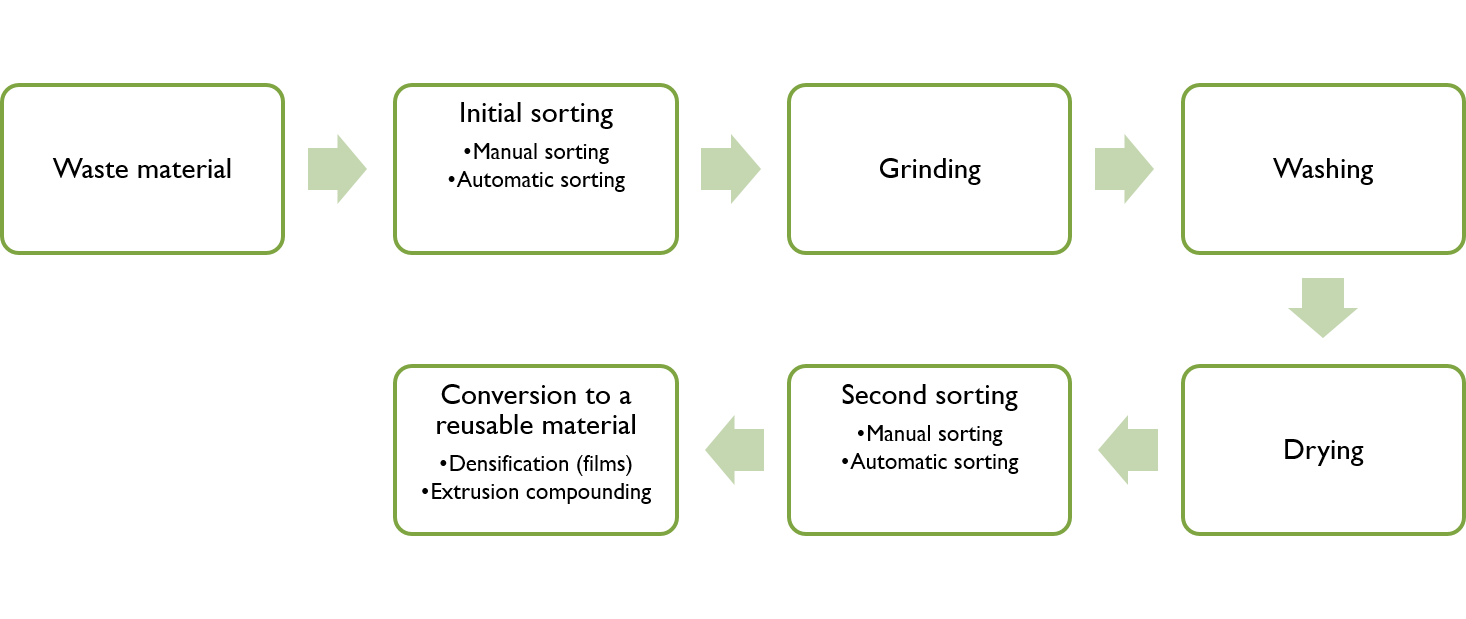 Waste material
Initial sorting
•Manual sorting
•Automatic sorting
Grinding
Washing
Drying
Second sorting
•Manual sorting
•Automatic sorting
Conversion to a
reusable material
•Densification (films)
•Extrusion compounding